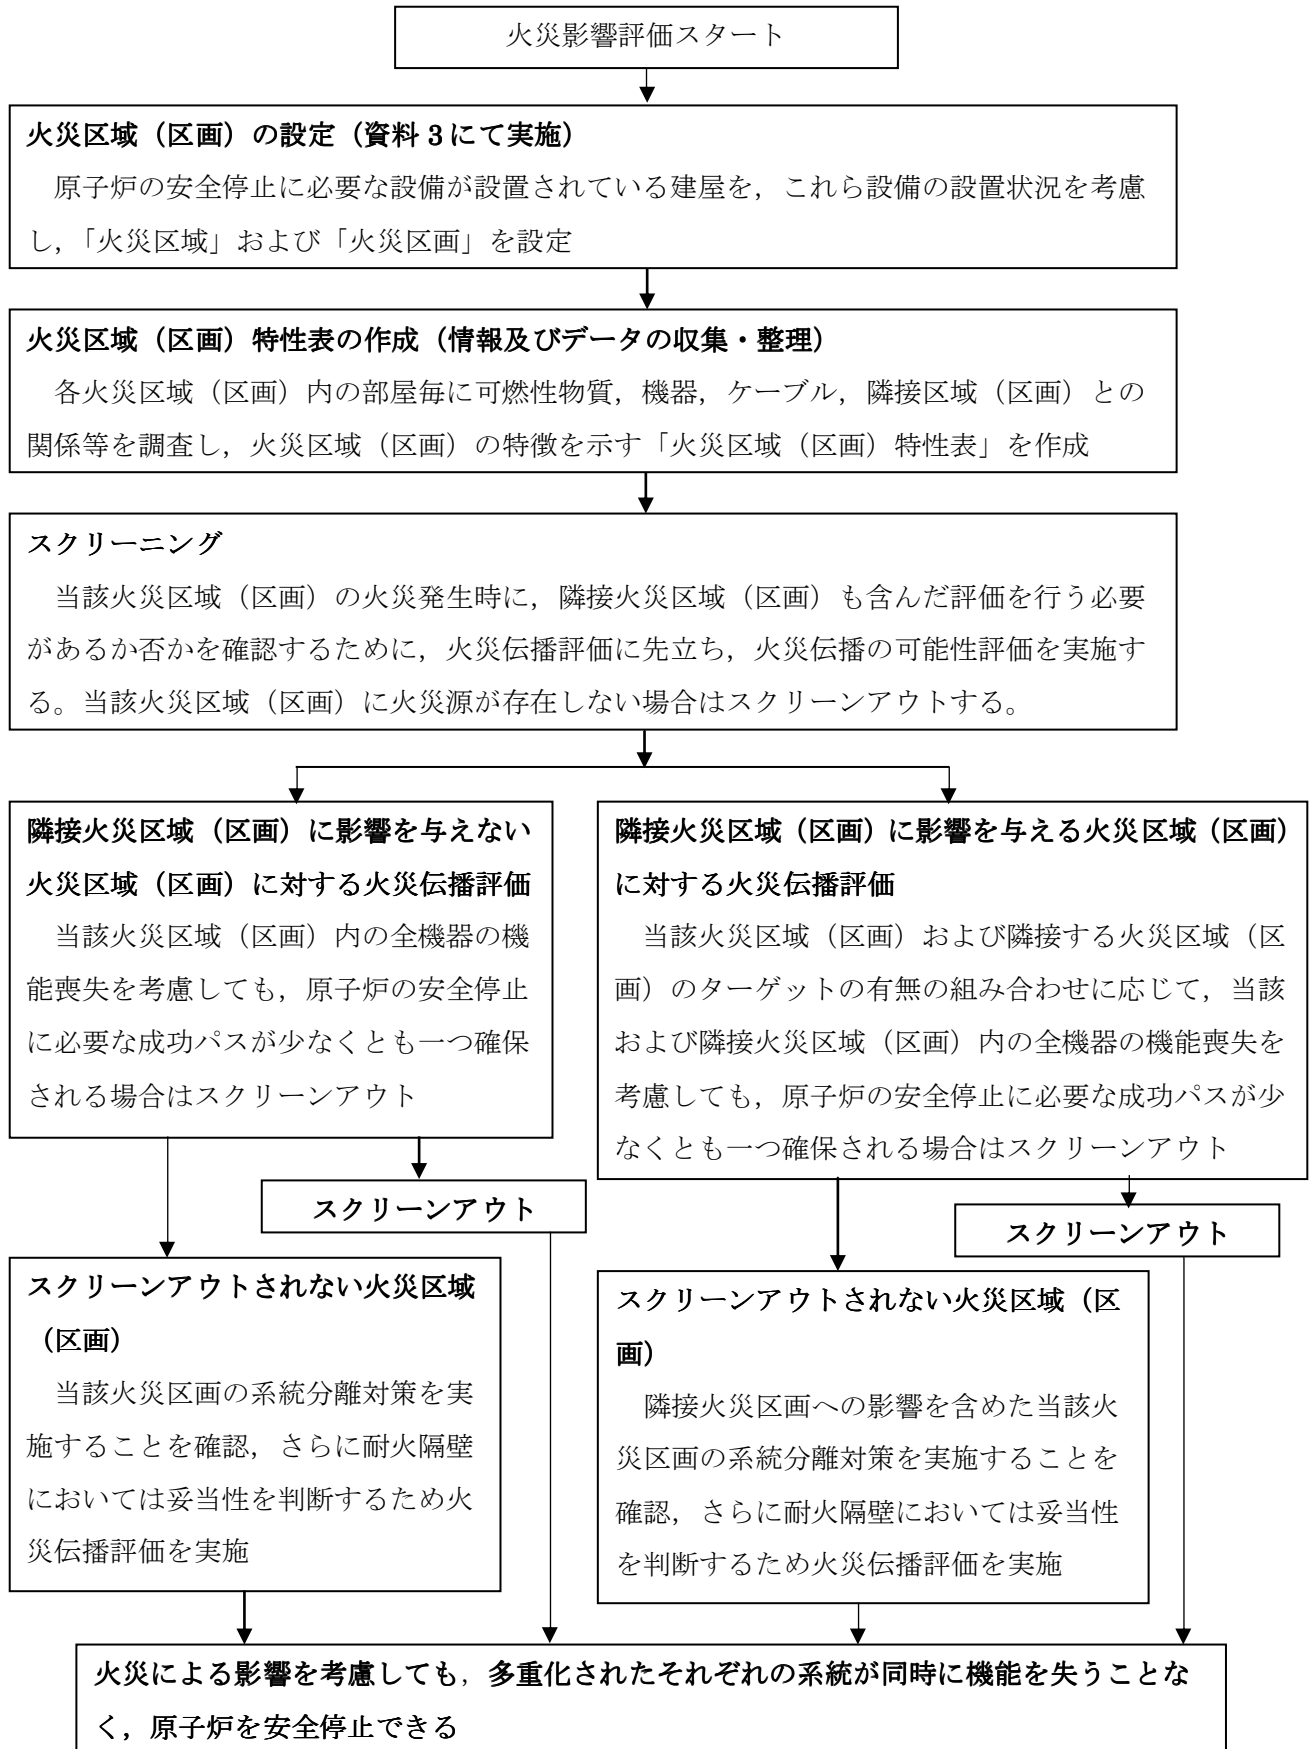 火災影響評価スタート
火災区域（区画）の設定（資料 3 にて実施）
原子炉の安全停止に必要な設備が設置されている建屋を，これら設備の設置状況を考慮
し，「火災区域」および「火災区画」を設定
火災区域（区画）特性表の作成（情報及びデータの収集・整理）
各火災区域（区画）内の部屋毎に可燃性物質，機器，ケーブル，隣接区域（区画）との
関係等を調査し，火災区域（区画）の特徴を示す「火災区域（区画）特性表」を作成
スクリーニング
当該火災区域（区画）の火災発生時に，隣接火災区域（区画）も含んだ評価を行う必要
があるか否かを確認するために，火災伝播評価に先立ち，火災伝播の可能性評価を実施す
る。当該火災区域（区画）に火災源が存在しない場合はスクリーンアウトする。
隣接火災区域（区画）に影響を与えない
火災区域（区画）に対する火災伝播評価
当該火災区域（区画）内の全機器の機
能喪失を考慮しても，原子炉の安全停止
に必要な成功パスが少なくとも一つ確保
される場合はスクリーンアウト
隣接火災区域（区画）に影響を与える火災区域（区画）
に対する火災伝播評価
当該火災区域（区画）および隣接する火災区域（区
画）のターゲットの有無の組み合わせに応じて，当該
および隣接火災区域（区画）内の全機器の機能喪失を
考慮しても，原子炉の安全停止に必要な成功パスが少
なくとも一つ確保される場合はスクリーンアウト
スクリーンアウト
スクリーンアウト
スクリーンアウトされない火災区域
（区画）
当該火災区画の系統分離対策を実
施することを確認，さらに耐火隔壁
においては妥当性を判断するため火
災伝播評価を実施
スクリーンアウトされない火災区域（区
画）
隣接火災区画への影響を含めた当該火
災区画の系統分離対策を実施することを
確認，さらに耐火隔壁においては妥当性
を判断するため火災伝播評価を実施
火災による影響を考慮しても，多重化されたそれぞれの系統が同時に機能を失うことな
く，原子炉を安全停止できる